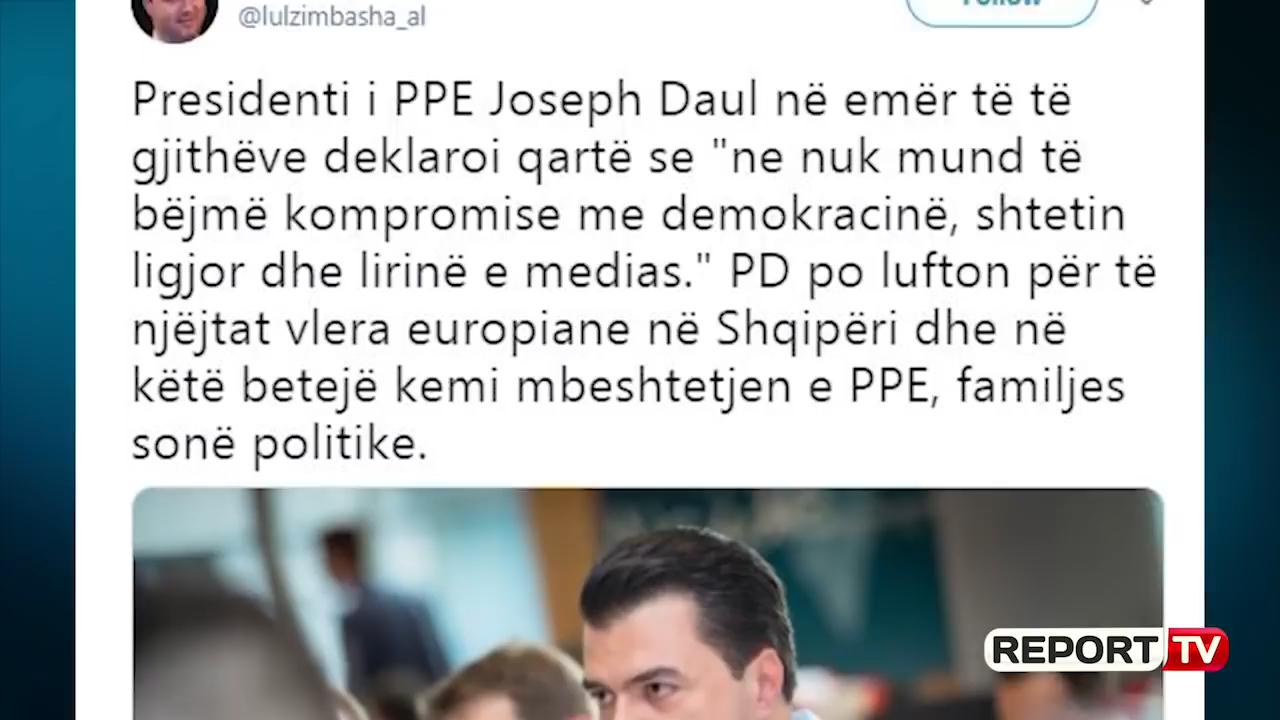 @lulzimbasha_al
Follow
Presidenti i PPE Joseph Daul në emër të të
gjithëve deklaroi qartë se "ne nuk mund të
bëjmë kompromise me demokracinë, shtetin
ligjor dhe lirinë e medias." PD po lufton për të
njëjtat vlera europiane në Shqipëri dhe në
këtë betejë kemi mbeshtetjen e PPE, familjes
sonë politike.
REPORT TV